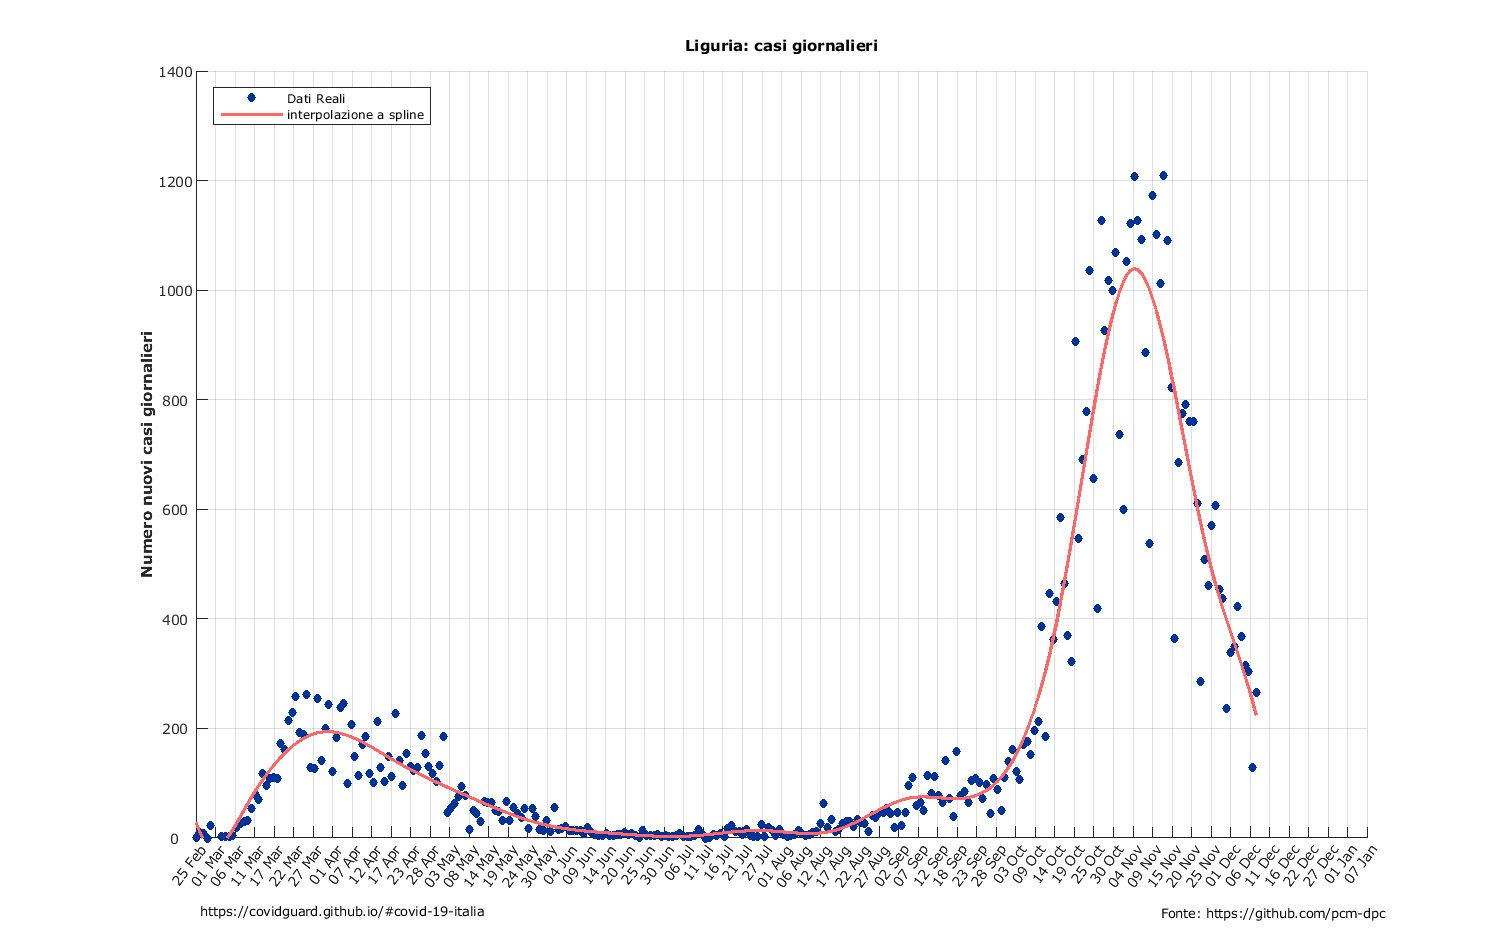 Liguria: casi giornalieri
Dati Reali
interpolazione a spline
Numero nuovi casi giornalieri
1400
1200
1000
800
600
400
200
0
25 Feb
01 Mar
06 Mar
11 Mar
17 Mar
22 Mar
27 Mar
01 Apr
07 Apr
12 Apr
17 Apr
23 Apr
28 Apr
03 May
08 May
14 May
19 May
24 May
30 May
04 Jun
09 Jun
14 Jun
20 Jun
25 Jun
30 Jun
06 Jul
11 Jul
16 Jul
21 Jul
27 Jul
01 Aug
06 Aug
12 Aug
17 Aug
22 Aug
27 Aug
02 Sep
07 Sep
12 Sep
18 Sep
23 Sep
28 Sep
03 Oct
09 Oct
14 Oct
19 Oct
25 Oct
30 Oct
04 Nov
09 Nov
15 Nov
20 Nov
25 Nov
01 Dec
06 Dec
11 Dec
16 Dec
22 Dec
27 Dec
01 Jan
07 Jan
https://covidguard.github.io/#covid-19-italia
Fonte: https://github.com/pcm-dpc